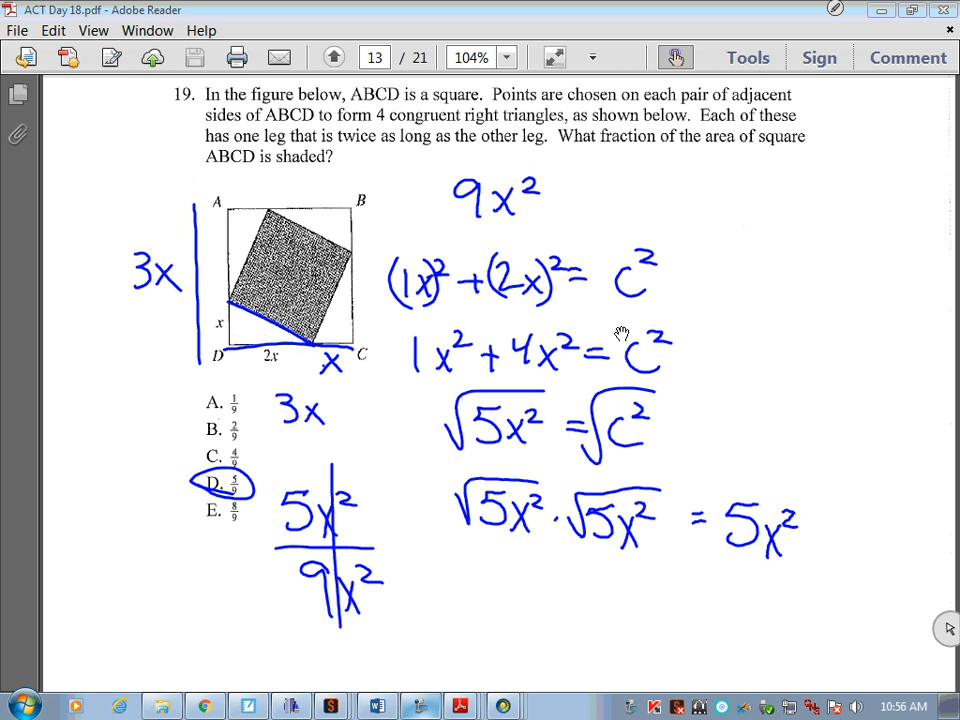 ACT Day 18.pdf - Adobe Reader
File Edit View Window Help
13 / 21 104% Tools Sign Comment
19. In the figure below, ABCD is a square. Points are chosen on each pair of adjacent
sides of ABCD to form 4 congruent right triangles, as shown below. Each of these
has one leg that is twice as long as the other leg. What fraction of the area of square
ABCD is shaded?
9x²
A B
3x
(1x)² + (2x)² = c²
x
D 2x x C
1x² + 4x² = c²
3x
A. 1/9
B. 2/9
C. 4/9
D. 5/9
E. 8/9
√5x² = √c²
5x²
9x²
√5x² · √5x² = 5x²
10:56 AM